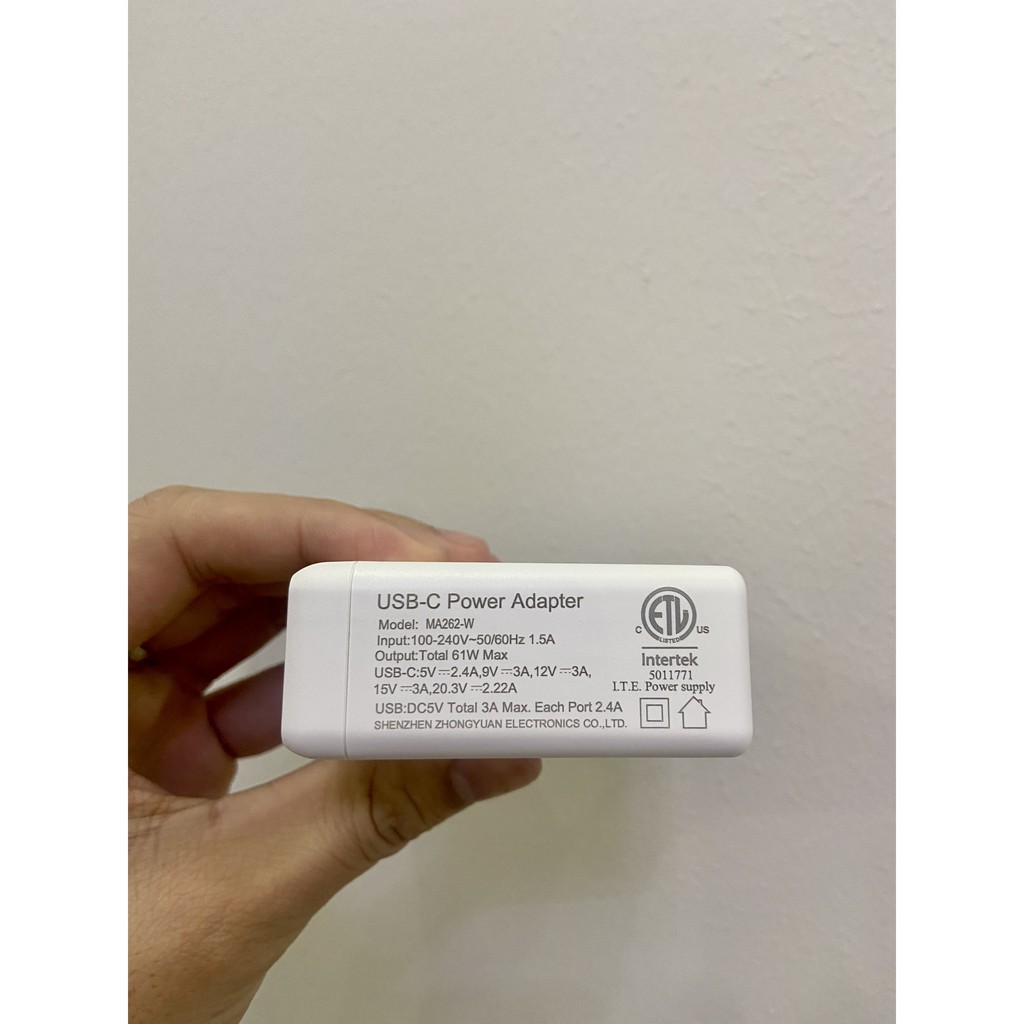 USB-C Power Adapter
Model: MA262-W
Input:100-240V~50/60Hz 1.5A
Output:Total 61W Max
USB-C:5V⎓2.4A,9V⎓3A,12V⎓3A,
15V⎓3A,20.3V⎓2.22A
USB:DC5V Total 3A Max. Each Port 2.4A
SHENZHEN ZHONGYUAN ELECTRONICS CO.,LTD.
ETL
LISTED
C US
Intertek
5011771
I.T.E. Power supply